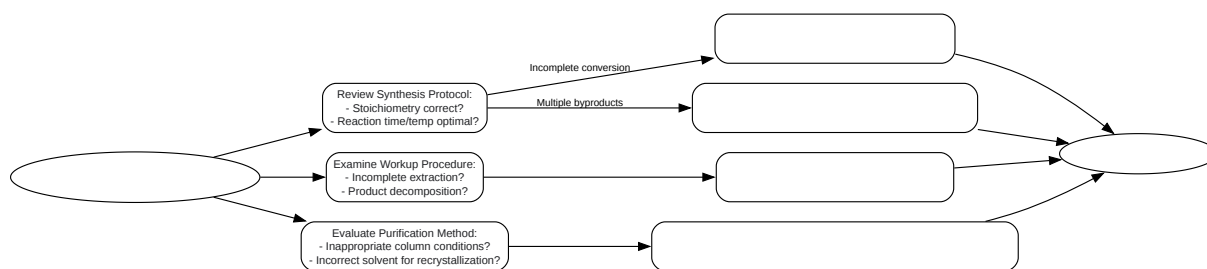 Incomplete conversion
Review Synthesis Protocol:
- Stoichiometry correct?
- Reaction time/temp optimal?
Multiple byproducts
Examine Workup Procedure:
- Incomplete extraction?
- Product decomposition?
Evaluate Purification Method:
- Inappropriate column conditions?
- Incorrect solvent for recrystallization?